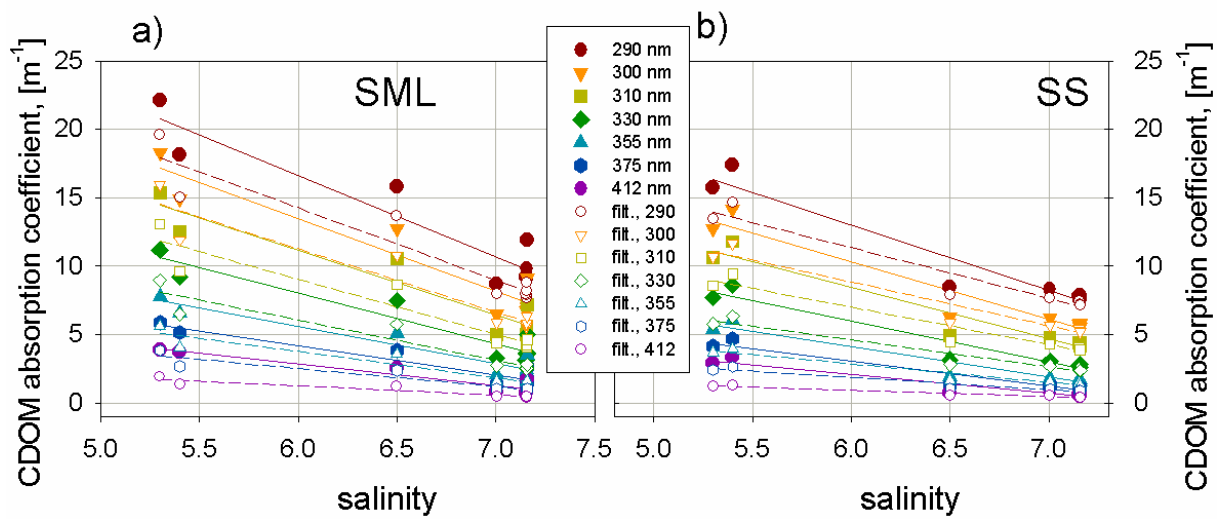 a)
b)
CDOM absorption coefficient, [m-1]
25
20
15
10
5
0
SML
5.0 5.5 6.0 6.5 7.0 7.5
salinity
290 nm
300 nm
310 nm
330 nm
355 nm
375 nm
412 nm
filt., 290
filt., 300
filt., 310
filt., 330
filt., 355
filt., 375
filt., 412
SS
5.0 5.5 6.0 6.5 7.0
salinity
25
20
15
10
5
0
CDOM absorption coefficient, [m-1]